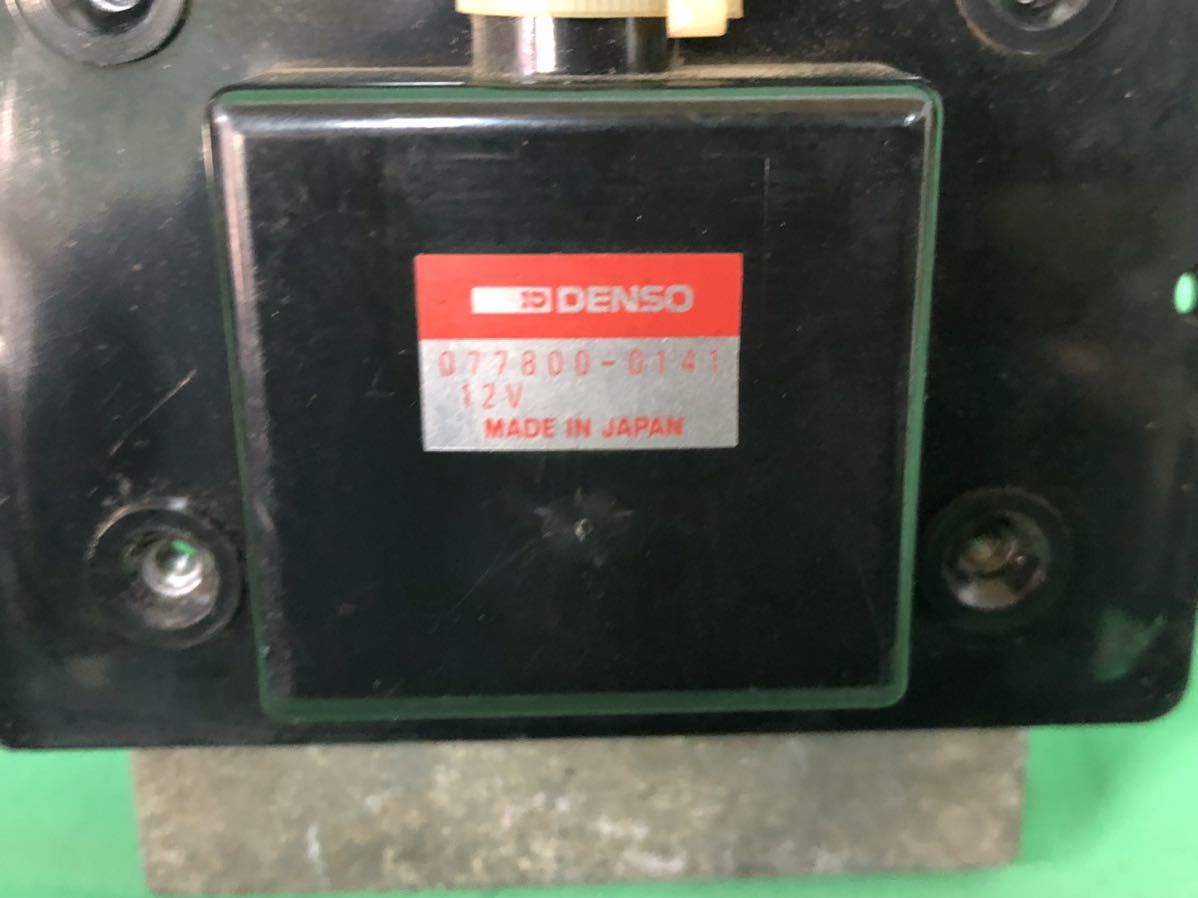 DENSO
077800-0141
12V
MADE IN JAPAN